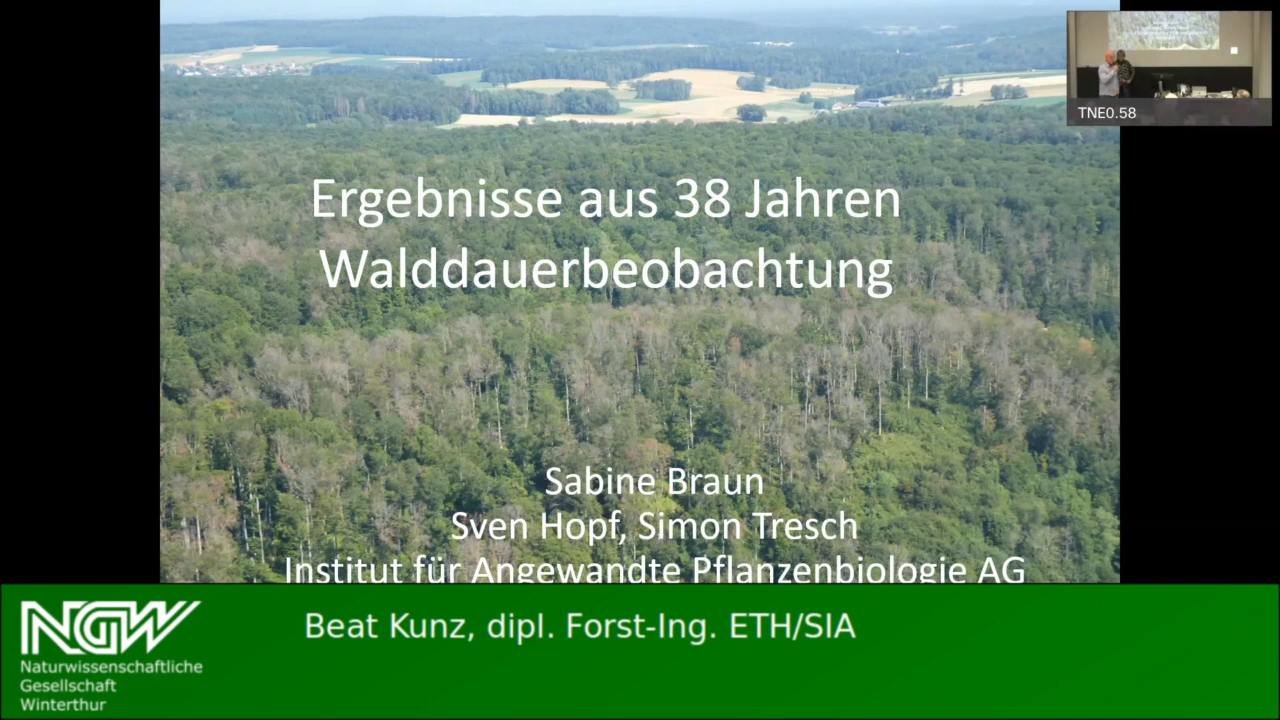 TNE0.58
Ergebnisse aus 38 Jahren
Walddauerbeobachtung
Sabine Braun
Sven Hopf, Simon Tresch
Institut für Angewandte Pflanzenbiologie AG
NGW
Naturwissenschaftliche
Gesellschaft
Winterthur
Beat Kunz, dipl. Forst-Ing. ETH/SIA